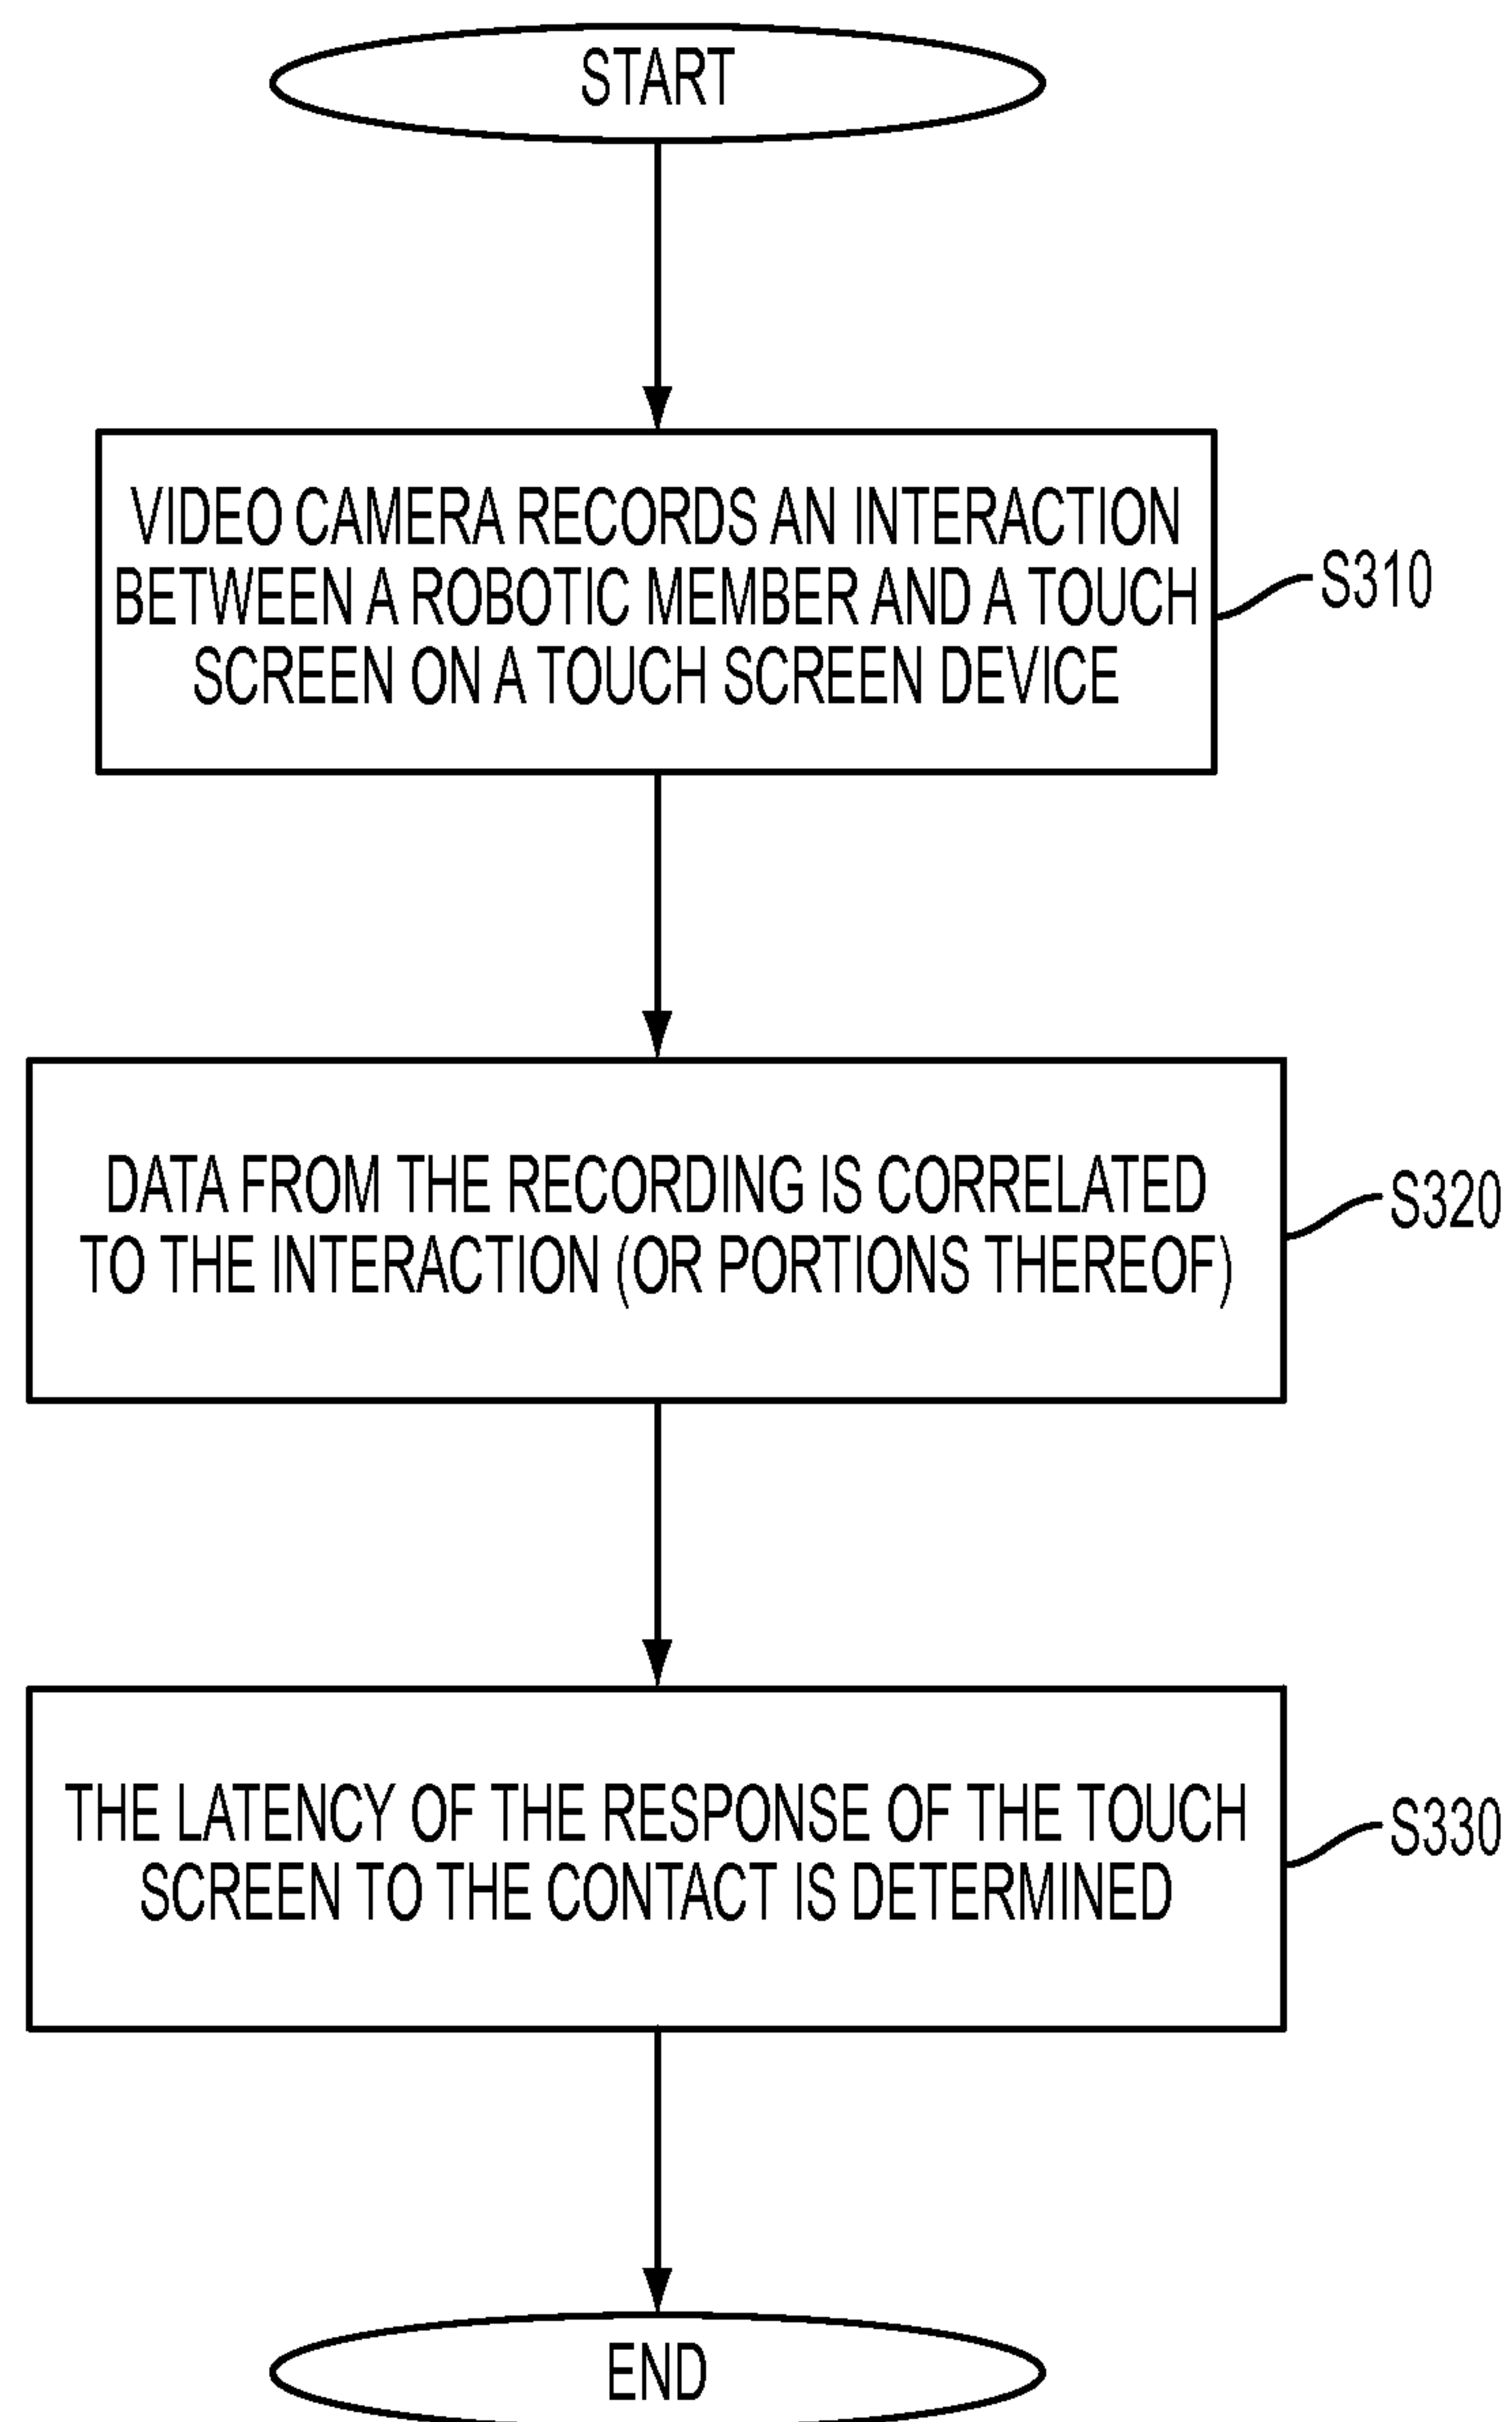 START
VIDEO CAMERA RECORDS AN INTERACTION
BETWEEN A ROBOTIC MEMBER AND A TOUCH
SCREEN ON A TOUCH SCREEN DEVICE
S310
DATA FROM THE RECORDING IS CORRELATED
TO THE INTERACTION (OR PORTIONS THEREOF)
S320
THE LATENCY OF THE RESPONSE OF THE TOUCH
SCREEN TO THE CONTACT IS DETERMINED
S330
END